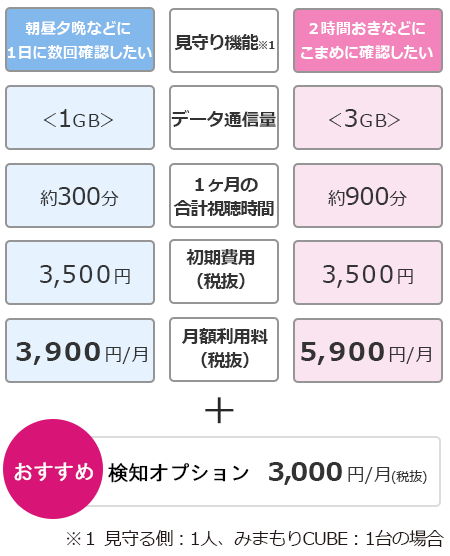 朝昼夕晩などに
1日に数回確認したい
見守り機能※1
２時間おきなどに
こまめに確認したい
＜1GB＞
データ通信量
＜3GB＞
約300分
１ヶ月の
合計視聴時間
約900分
3,500円
初期費用
（税抜）
3,500円
3,900円/月
月額利用料
（税抜）
5,900円/月
＋
おすすめ
検知オプション 3,000円/月(税抜)
※１ 見守る側：1人、みまもりCUBE：1台の場合